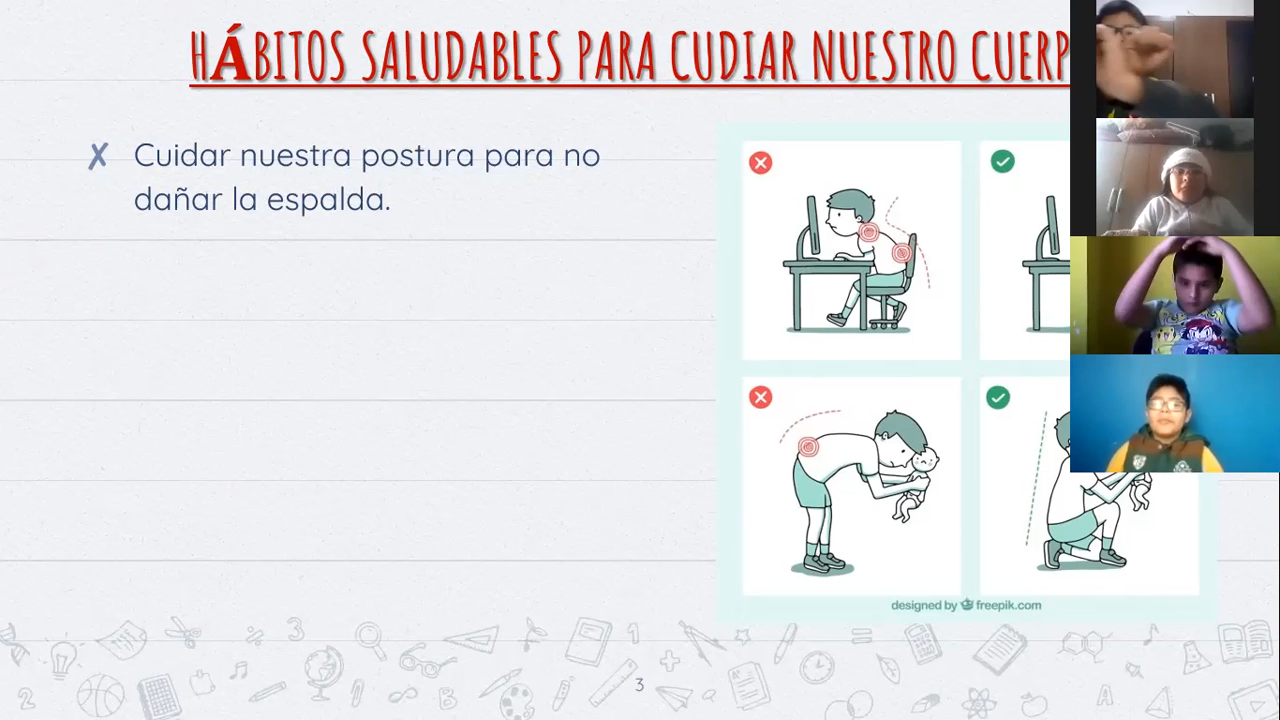 HÁBITOS SALUDABLES PARA CUDIAR NUESTRO CUERP
✗ Cuidar nuestra postura para no
dañar la espalda.
designed by freepik.com
3